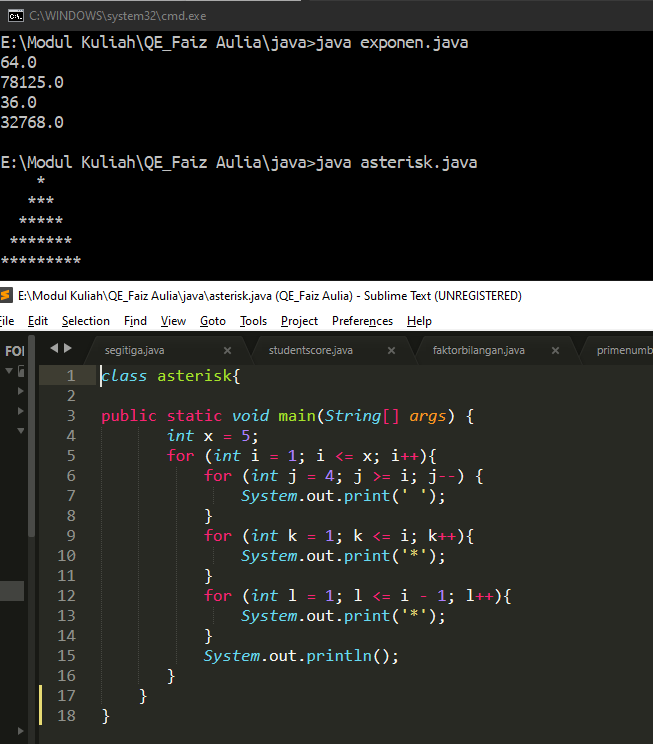 C:\WINDOWS\system32\cmd.exe
E:\Modul Kuliah\QE_Faiz Aulia\java>java exponen.java
64.0
78125.0
36.0
32768.0
E:\Modul Kuliah\QE_Faiz Aulia\java>java asterisk.java
    *
   ***
  *****
 *******
*********
E:\Modul Kuliah\QE_Faiz Aulia\java\asterisk.java (QE_Faiz Aulia) - Sublime Text (UNREGISTERED)
ile Edit Selection Find View Goto Tools Project Preferences Help
FOI segitiga.java × studentscore.java × faktorbilangan.java × primenumb
1 class asterisk{
2
3 public static void main(String[] args) {
4        int x = 5;
5        for (int i = 1; i <= x; i++){
6            for (int j = 4; j >= i; j--) {
7                System.out.print(' ');
8            }
9            for (int k = 1; k <= i; k++){
10                System.out.print('*');
11            }
12            for (int l = 1; l <= i - 1; l++){
13                System.out.print('*');
14            }
15            System.out.println();
16        }
17    }
18 }